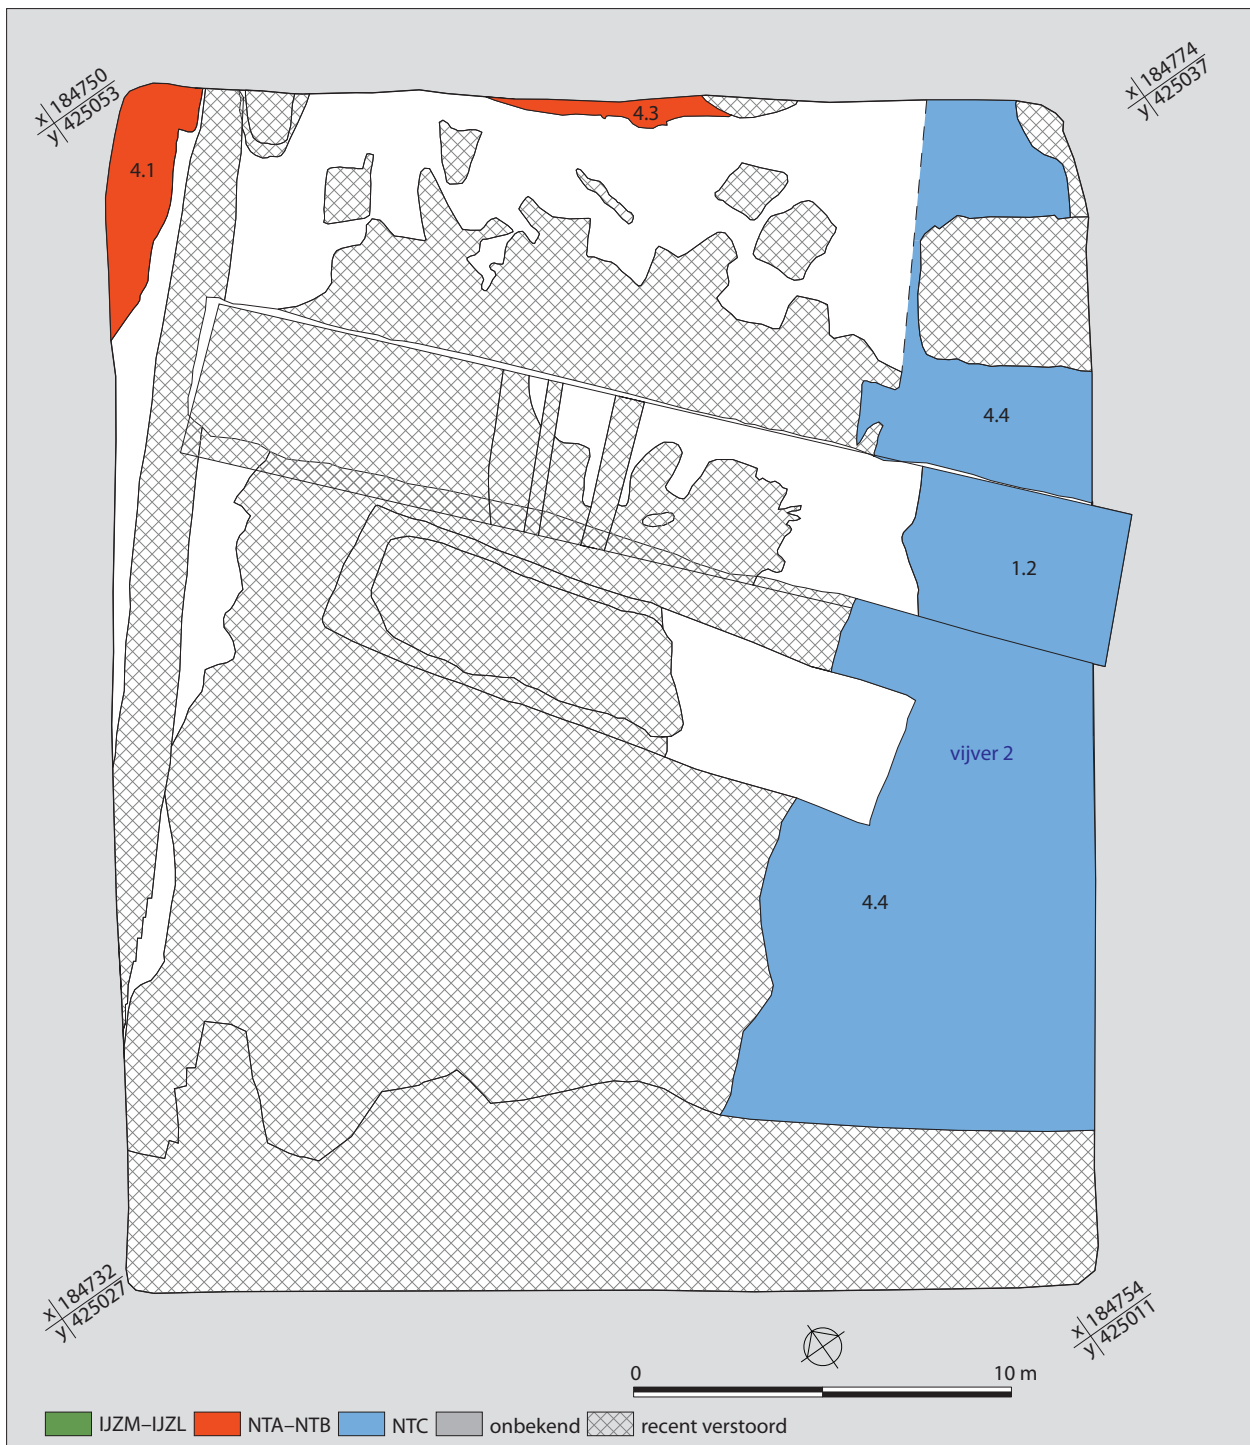 x 184750
y 425053
x 184774
y 425037
4.1
4.3
4.4
1.2
vijver 2
4.4
x 184732
y 425027
x 184754
y 425011
0 10 m
IJZM–IJZL NTA–NTB NTC onbekend recent verstoord